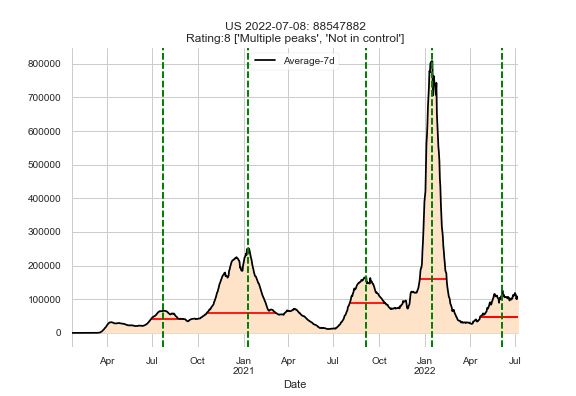 US 2022-07-08: 88547882
Rating:8 ['Multiple peaks', 'Not in control']
Average-7d
800000
700000
600000
500000
400000
300000
200000
100000
0
Apr Jul Oct Jan Apr Jul Oct Jan Apr Jul
2021 2022
Date